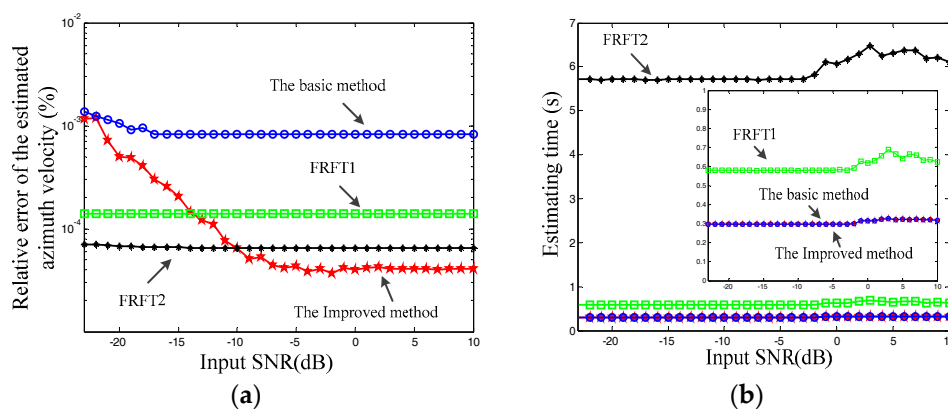 10^-2
10^-3
10^-4
Relative error of the estimated
azimuth velocity (%)
The basic method
FRFT1
FRFT2
The Improved method
-20 -15 -10 -5 0 5 10
Input SNR(dB)
(a)
7
6
5
4
3
2
1
0
Estimating time (s)
FRFT2
1
0.9
0.8
0.7
0.6
0.5
0.4
0.3
0.2
0.1
0
FRFT1
The basic method
The Improved method
-20 -15 -10 -5 0 5 10
-20 -15 -10 -5 0 5 10
Input SNR(dB)
(b)